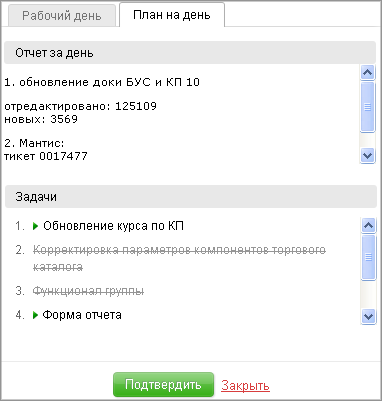 Рабочий день
План на день
Отчет за день
1. обновление доки БУС и КП 10
отредактировано: 125109
новых: 3569
2. Мантис:
тикет 0017477
Задачи
1. Обновление курса по КП
2. Корректировка параметров компонентов торгового
каталога
3. Функционал группы
4. Форма отчета
Подтвердить Закрыть